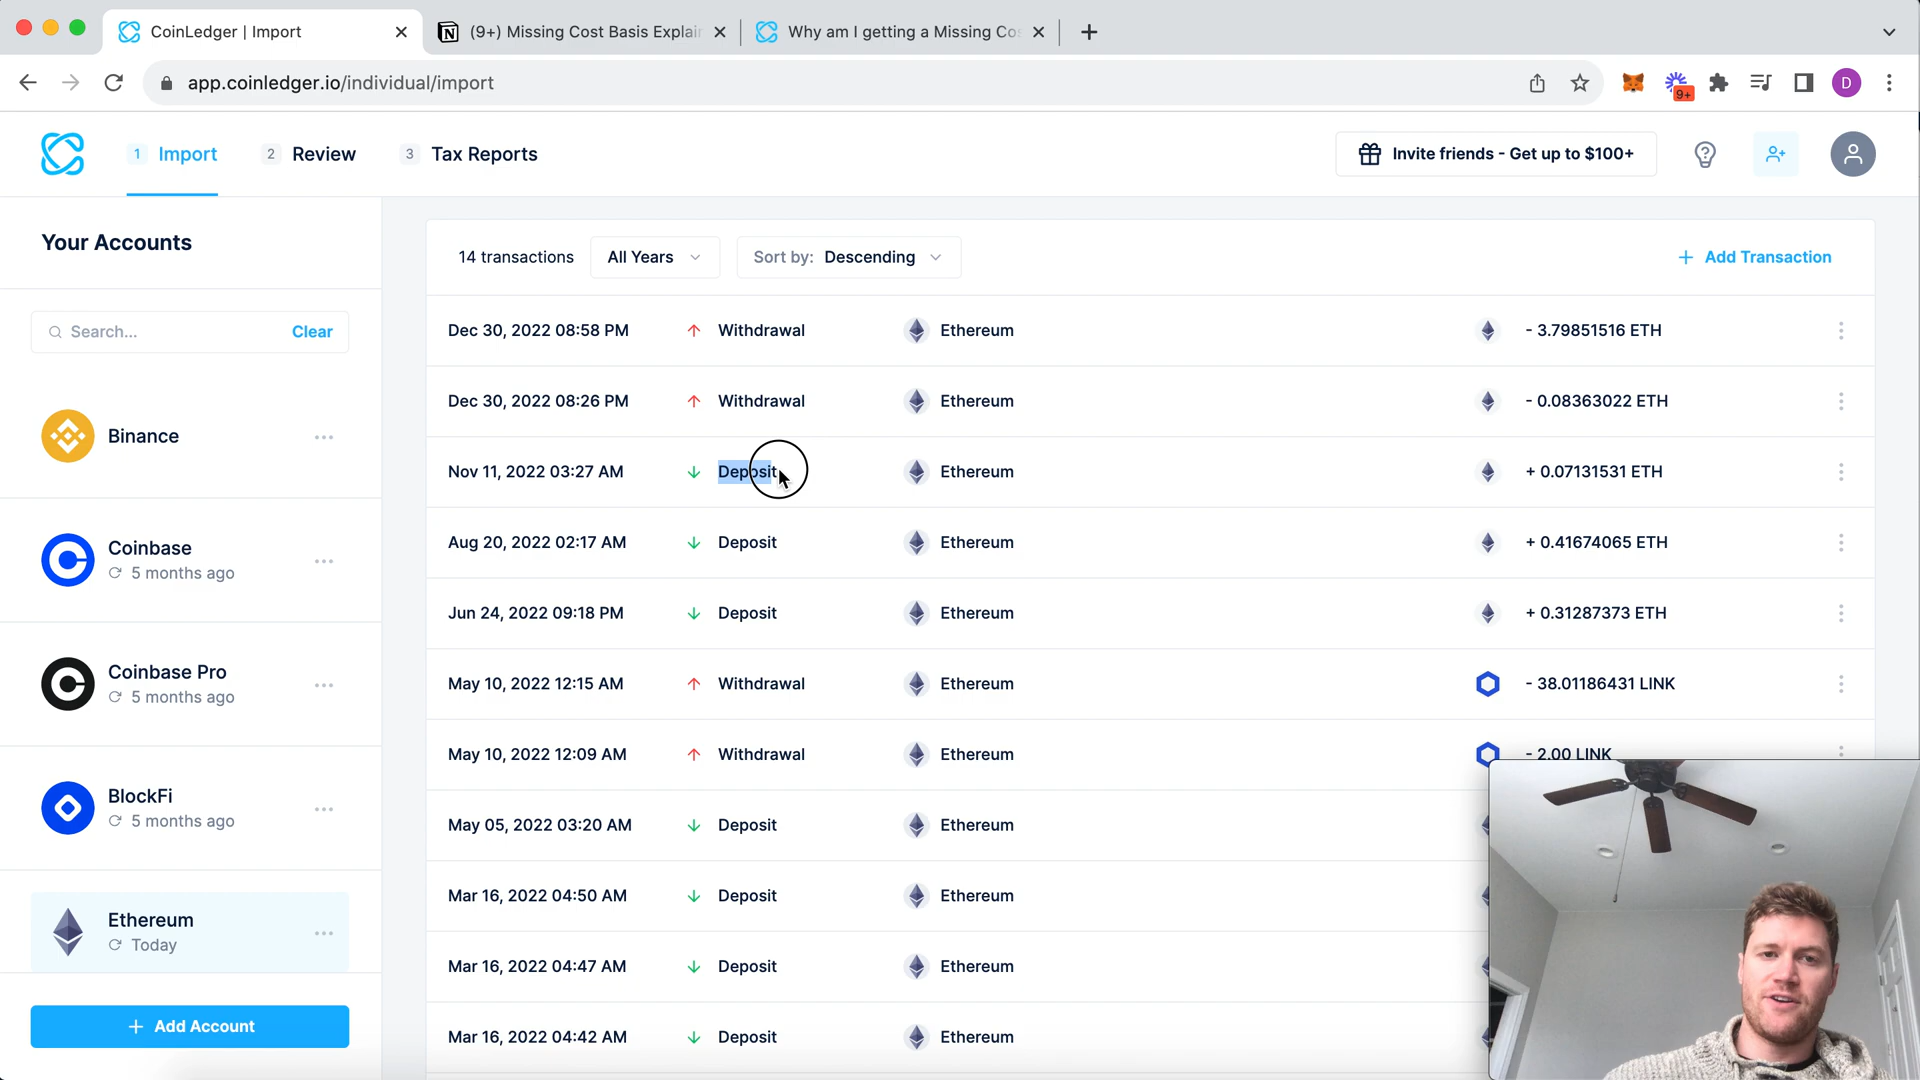 CoinLedger | Import
(9+) Missing Cost Basis Explai
Why am I getting a Missing Co
app.coinledger.io/individual/import
9+
D
1 Import
2 Review
3 Tax Reports
Invite friends - Get up to $100+
Your Accounts
Search...
Clear
Binance
Coinbase
5 months ago
Coinbase Pro
5 months ago
BlockFi
5 months ago
Ethereum
Today
+ Add Account
14 transactions
All Years
Sort by: Descending
+ Add Transaction
Dec 30, 2022 08:58 PM Withdrawal Ethereum - 3.79851516 ETH
Dec 30, 2022 08:26 PM Withdrawal Ethereum - 0.08363022 ETH
Nov 11, 2022 03:27 AM Deposit Ethereum + 0.07131531 ETH
Aug 20, 2022 02:17 AM Deposit Ethereum + 0.41674065 ETH
Jun 24, 2022 09:18 PM Deposit Ethereum + 0.31287373 ETH
May 10, 2022 12:15 AM Withdrawal Ethereum - 38.01186431 LINK
May 10, 2022 12:09 AM Withdrawal Ethereum - 2.00 LINK
May 05, 2022 03:20 AM Deposit Ethereum
Mar 16, 2022 04:50 AM Deposit Ethereum
Mar 16, 2022 04:47 AM Deposit Ethereum
Mar 16, 2022 04:42 AM Deposit Ethereum